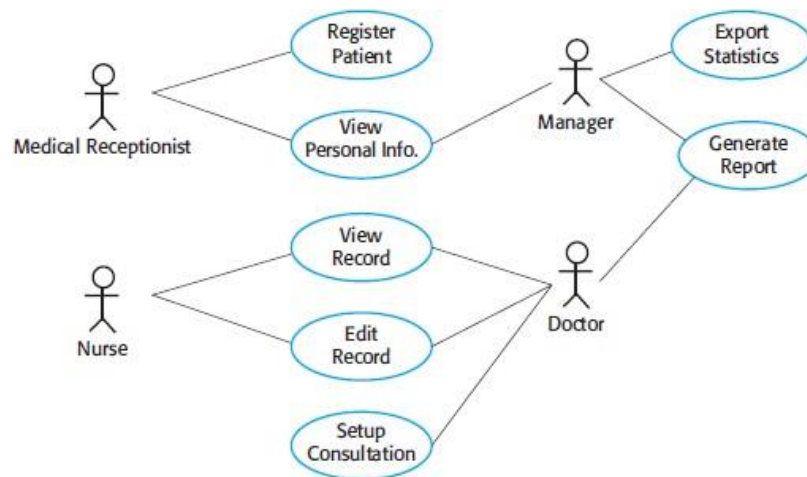 Register
Patient
Export
Statistics
Medical Receptionist
View
Personal Info.
Manager
Generate
Report
View
Record
Nurse
Edit
Record
Doctor
Setup
Consultation